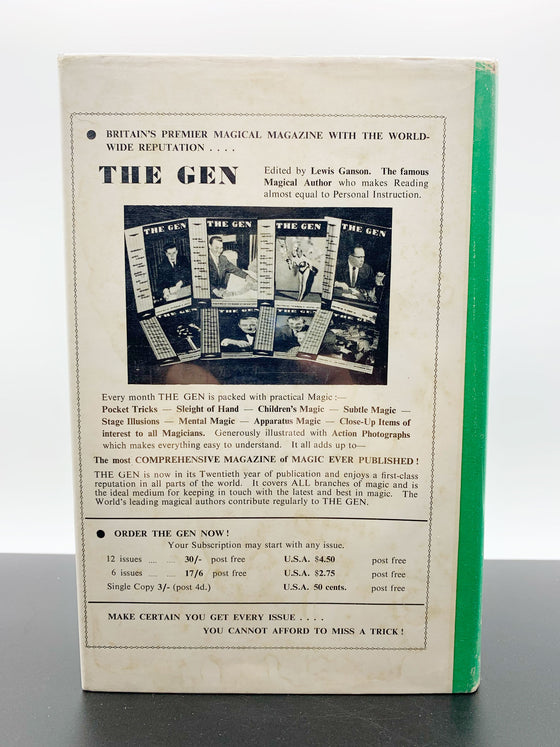 BRITAIN'S PREMIER MAGICAL MAGAZINE WITH THE WORLD-
WIDE REPUTATION . . . .
THE GEN
Edited by Lewis Ganson. The famous
Magical Author who makes Reading
almost equal to Personal Instruction.
THE GEN
THE GEN
THE GEN
THE GEN
Every month THE GEN is packed with practical Magic :—
Pocket Tricks — Sleight of Hand — Children's Magic — Subtle Magic —
Stage Illusions — Mental Magic — Apparatus Magic — Close-Up Items of
interest to all Magicians. Generously illustrated with Action Photographs
which makes everything easy to understand. It all adds up to—
The most COMPREHENSIVE MAGAZINE of MAGIC EVER PUBLISHED !
THE GEN is now in its Twentieth year of publication and enjoys a first-class
reputation in all parts of the world. It covers ALL branches of magic and is
the ideal medium for keeping in touch with the latest and best in magic. The
World's leading magical authors contribute regularly to THE GEN.
ORDER THE GEN NOW !
Your Subscription may start with any issue.
12 issues .... .... 30/- post free U.S.A. $4.50 post free
6 issues .... .... 17/6 post free U.S.A. $2.75 post free
Single Copy 3/- (post 4d.) U.S.A. 50 cents. post free
MAKE CERTAIN YOU GET EVERY ISSUE . . . .
YOU CANNOT AFFORD TO MISS A TRICK !